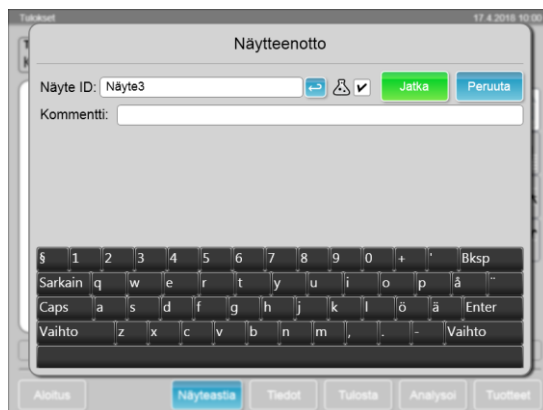 Tulokset 17.4.2018 10:00
Näytteenotto
Näyte ID: Näyte3 Jatka Peruuta
Kommentti:
§ 1 2 3 4 5 6 7 8 9 0 + ' Bksp
Sarkain q w e r t y u i o p å ¨
Caps a s d f g h j k l ö ä Enter
Vaihto z x c v b n m , . - Vaihto
Aloitus Näyteastia Tiedot Tulosta Analysoi Tuotteet